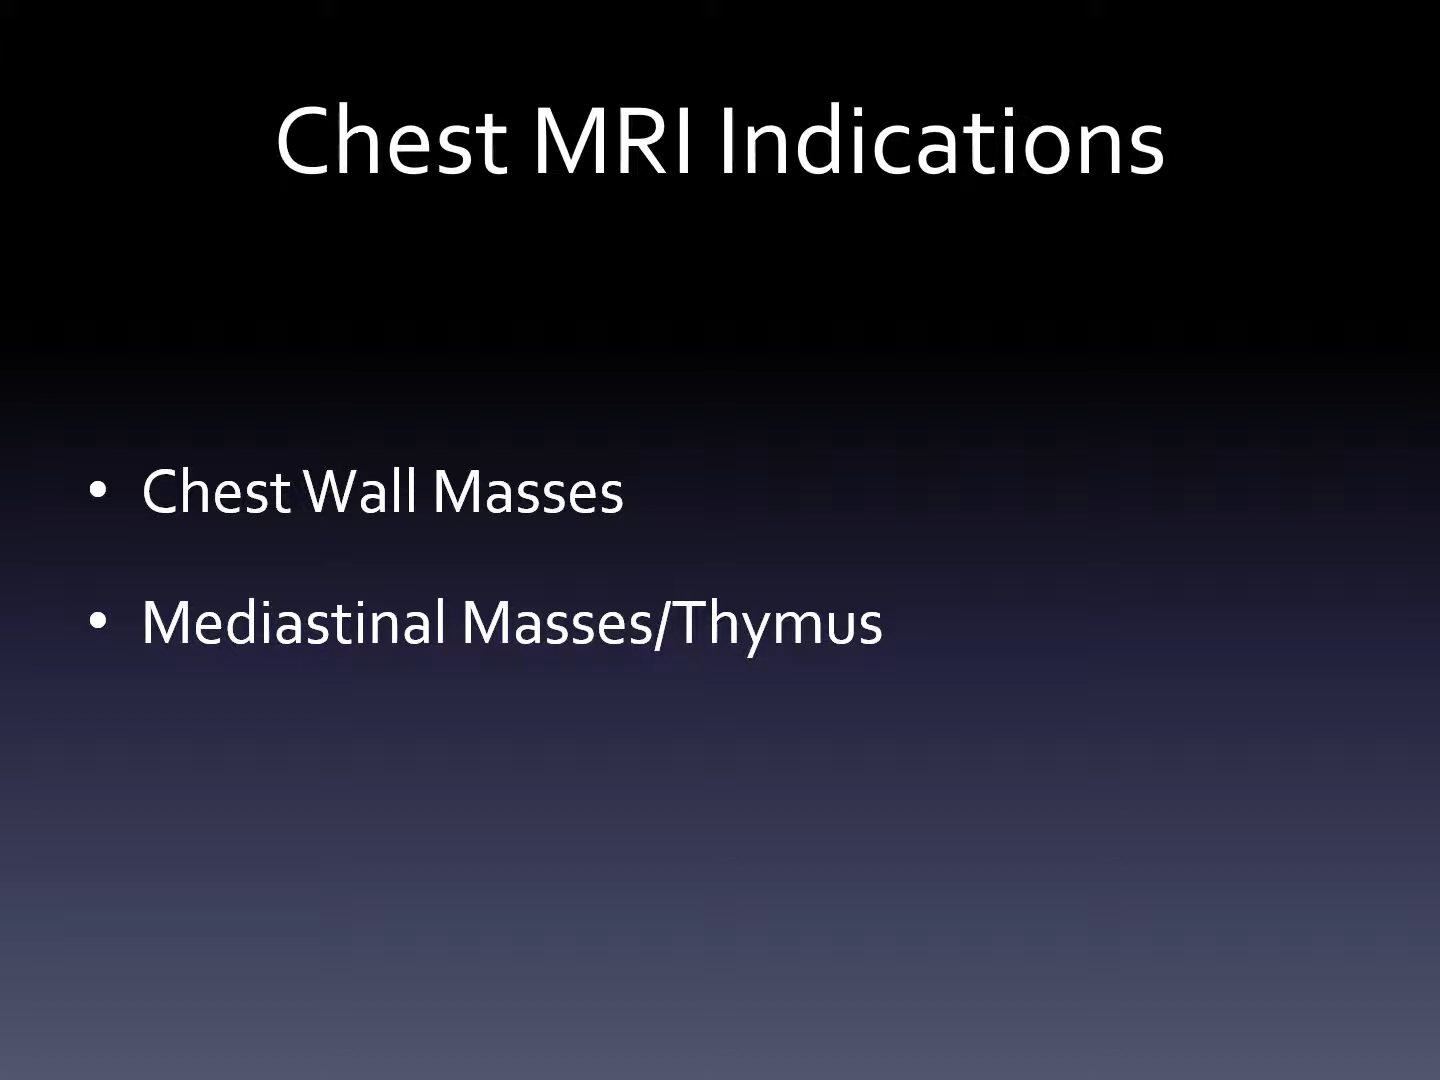 Chest MRI Indications
• Chest Wall Masses
• Mediastinal Masses/Thymus